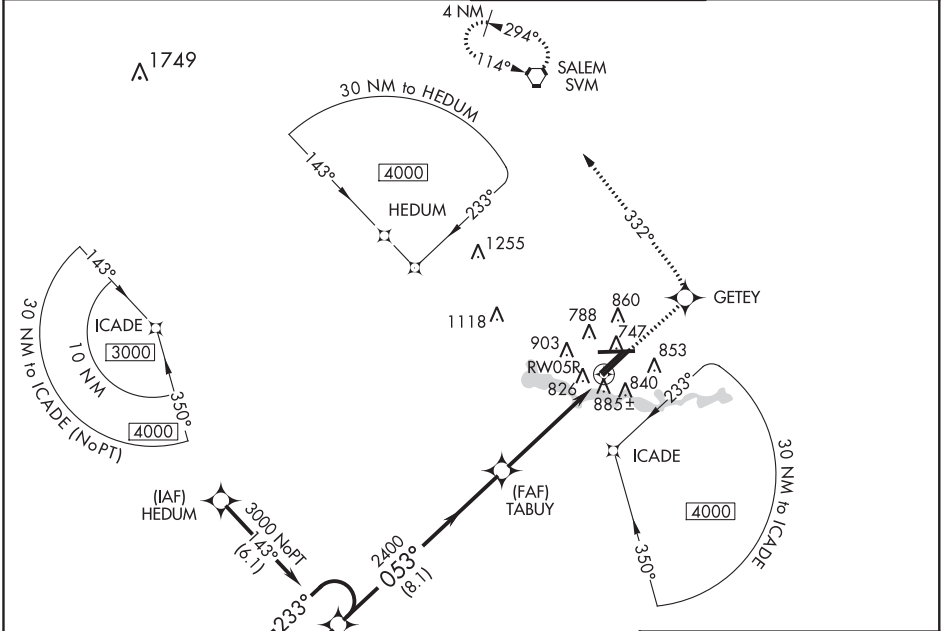 4 NM
294°
114°
SALEM
SVM
1749
30 NM to HEDUM
143°
4000
HEDUM
233°
1255
332°
143°
ICADE
3000
10 NM
350°
4000
30 NM to ICADE (NoPT)
1118
860
788
747
903
RW05R
853
826
885±
840
GETEY
233°
ICADE
4000
350°
30 NM to ICADE
(IAF)
HEDUM
3000 NoPT
143°
(6.1)
(FAF)
TABUY
2400
053°
(8.1)
233°